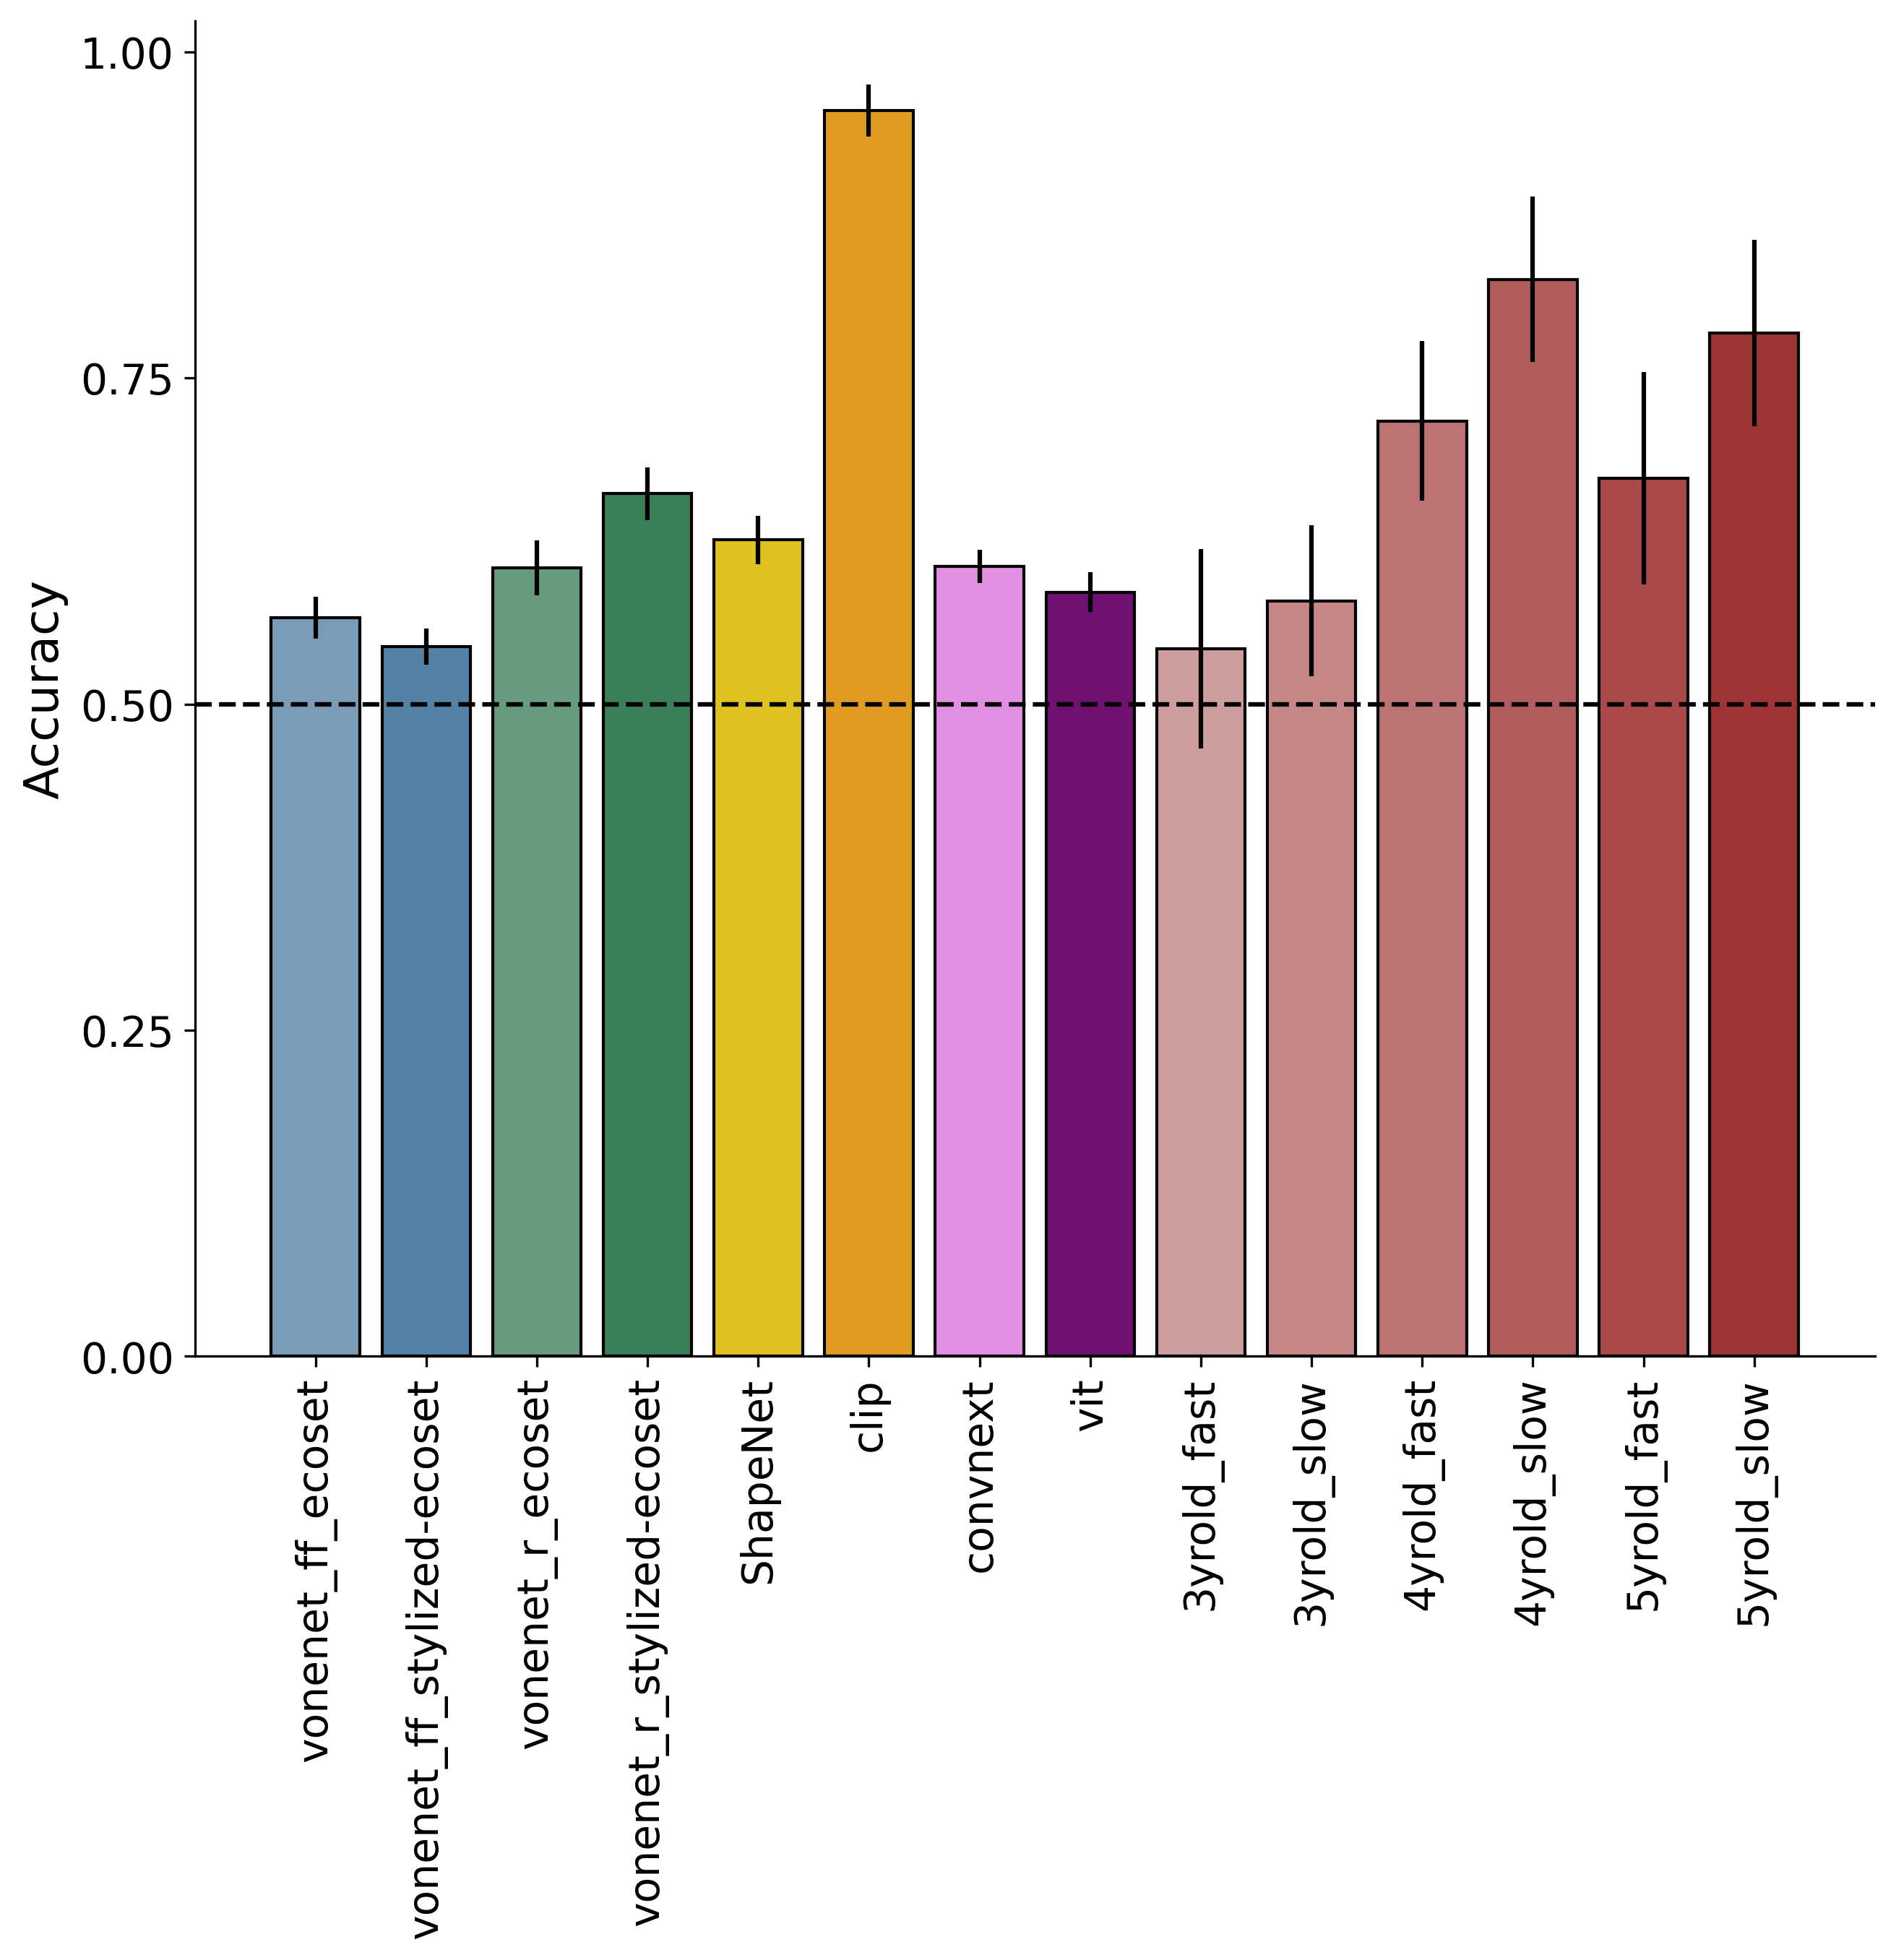 Accuracy
1.00
0.75
0.50
0.25
0.00
vonenet_ff_ecoset
vonenet_ff_stylized-ecoset
vonenet_r_ecoset
vonenet_r_stylized-ecoset
ShapeNet
clip
convnext
vit
3yrold_fast
3yrold_slow
4yrold_fast
4yrold_slow
5yrold_fast
5yrold_slow